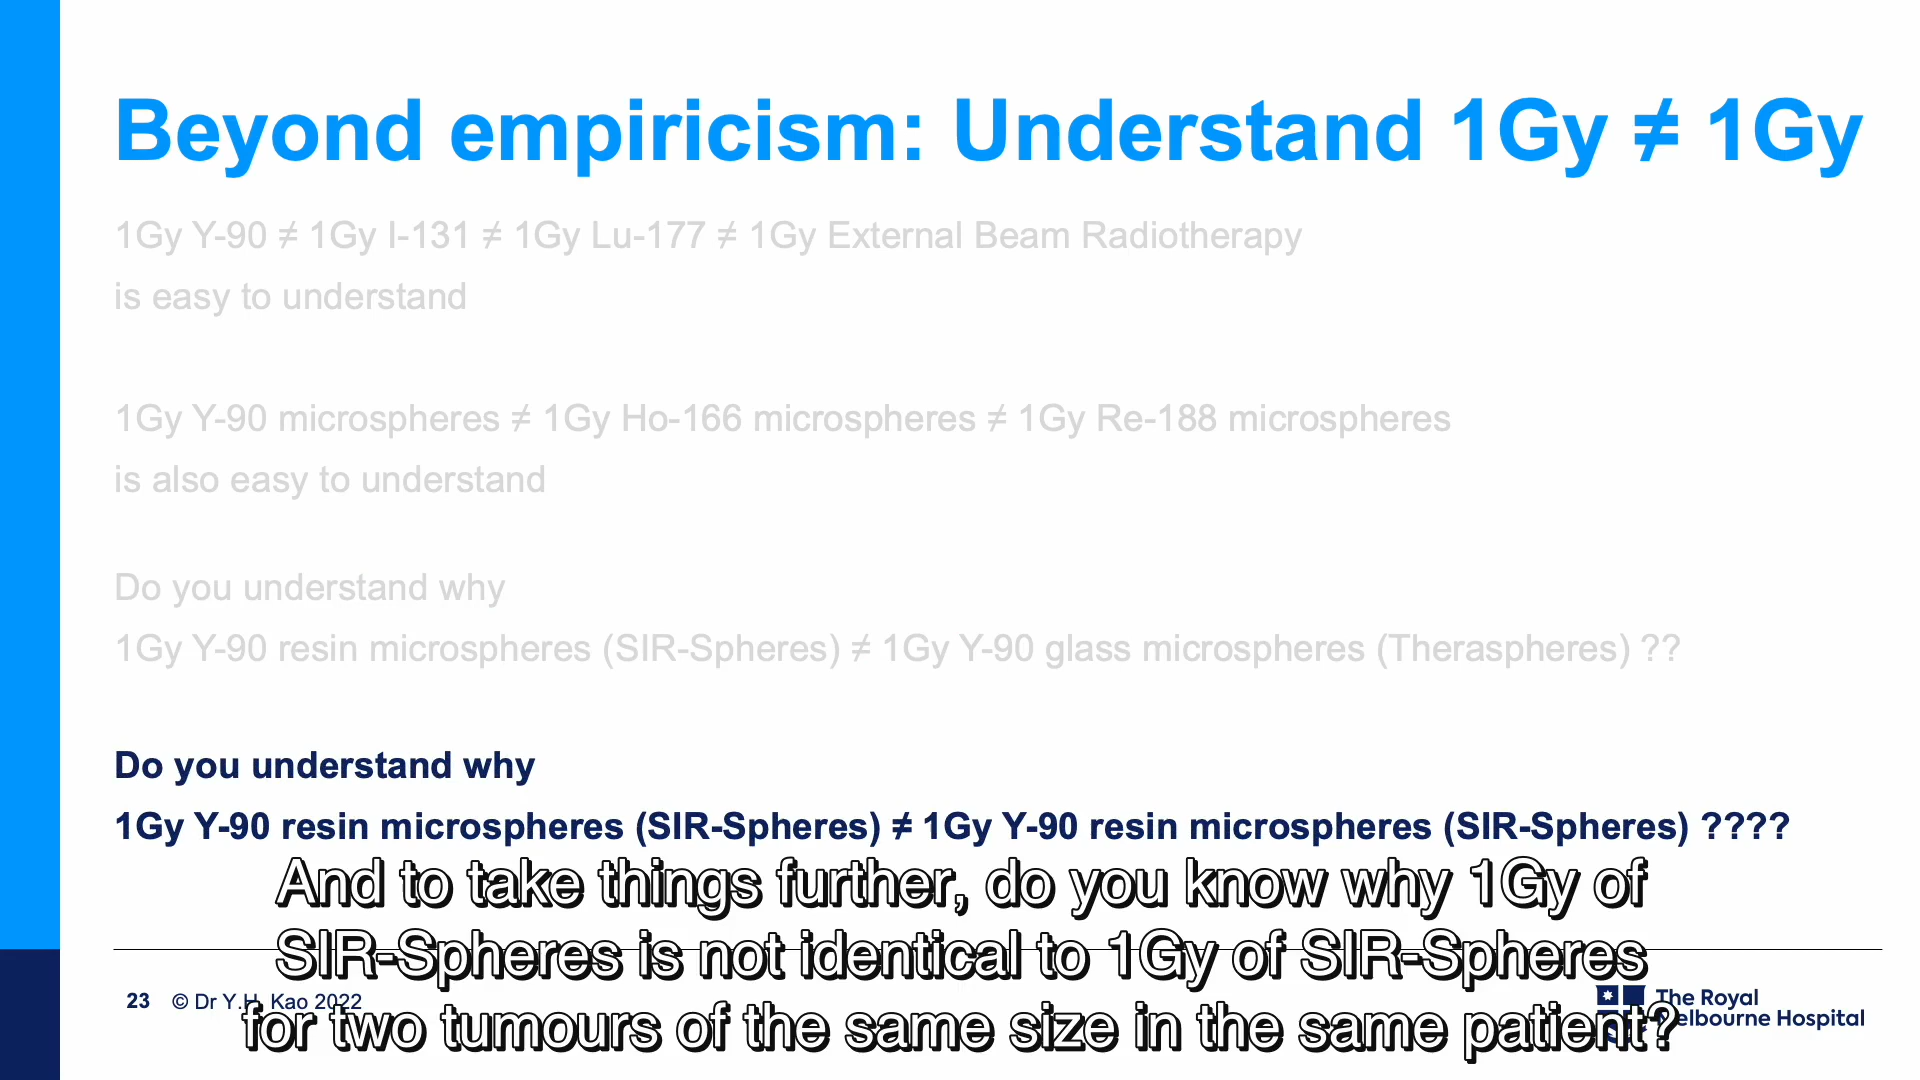 Beyond empiricism: Understand 1Gy ≠ 1Gy
1Gy Y-90 ≠ 1Gy I-131 ≠ 1Gy Lu-177 ≠ 1Gy External Beam Radiotherapy
is easy to understand
1Gy Y-90 microspheres ≠ 1Gy Ho-166 microspheres ≠ 1Gy Re-188 microspheres
is also easy to understand
Do you understand why
1Gy Y-90 resin microspheres (SIR-Spheres) ≠ 1Gy Y-90 glass microspheres (Theraspheres) ??
Do you understand why
1Gy Y-90 resin microspheres (SIR-Spheres) ≠ 1Gy Y-90 resin microspheres (SIR-Spheres) ????
And to take things further, do you know why 1Gy of
SIR-Spheres is not identical to 1Gy of SIR-Spheres
for two tumours of the same size in the same patient?
23 © Dr Y.H. Kao 2022
The Royal
Melbourne Hospital